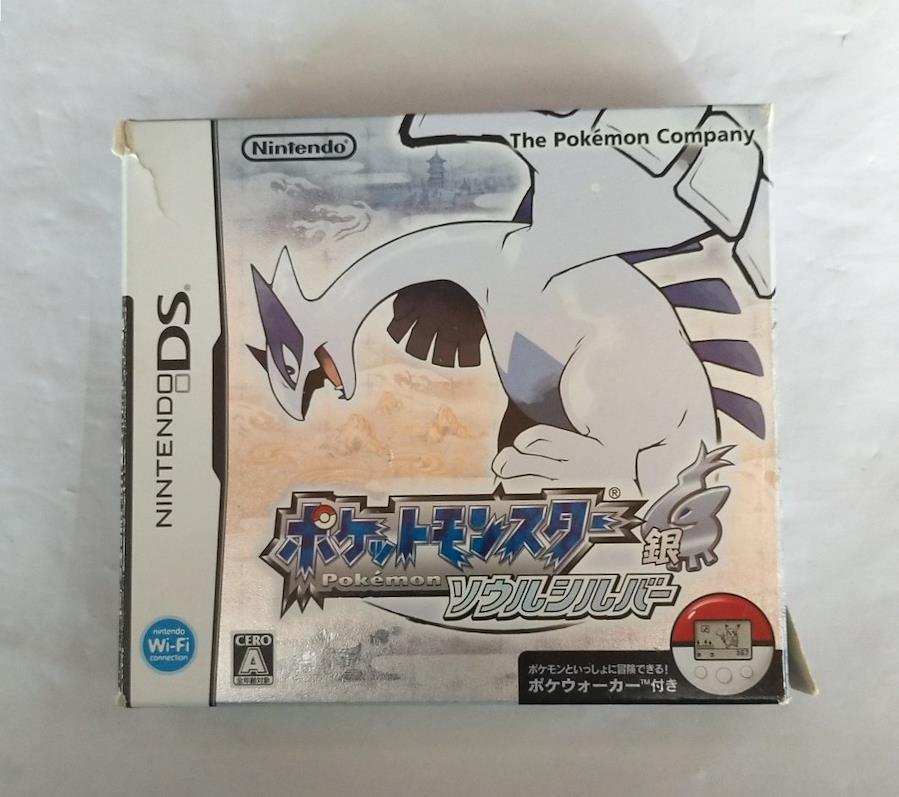 Nintendo®
The Pokémon Company
NINTENDO DS®
ポケットモンスター®
Pokémon
銀
ソウルシルバー
nintendo
Wi-Fi
connection
CERO
A
全年齢対象
ポケモンといっしょに冒険できる!
ポケウォーカー™付き